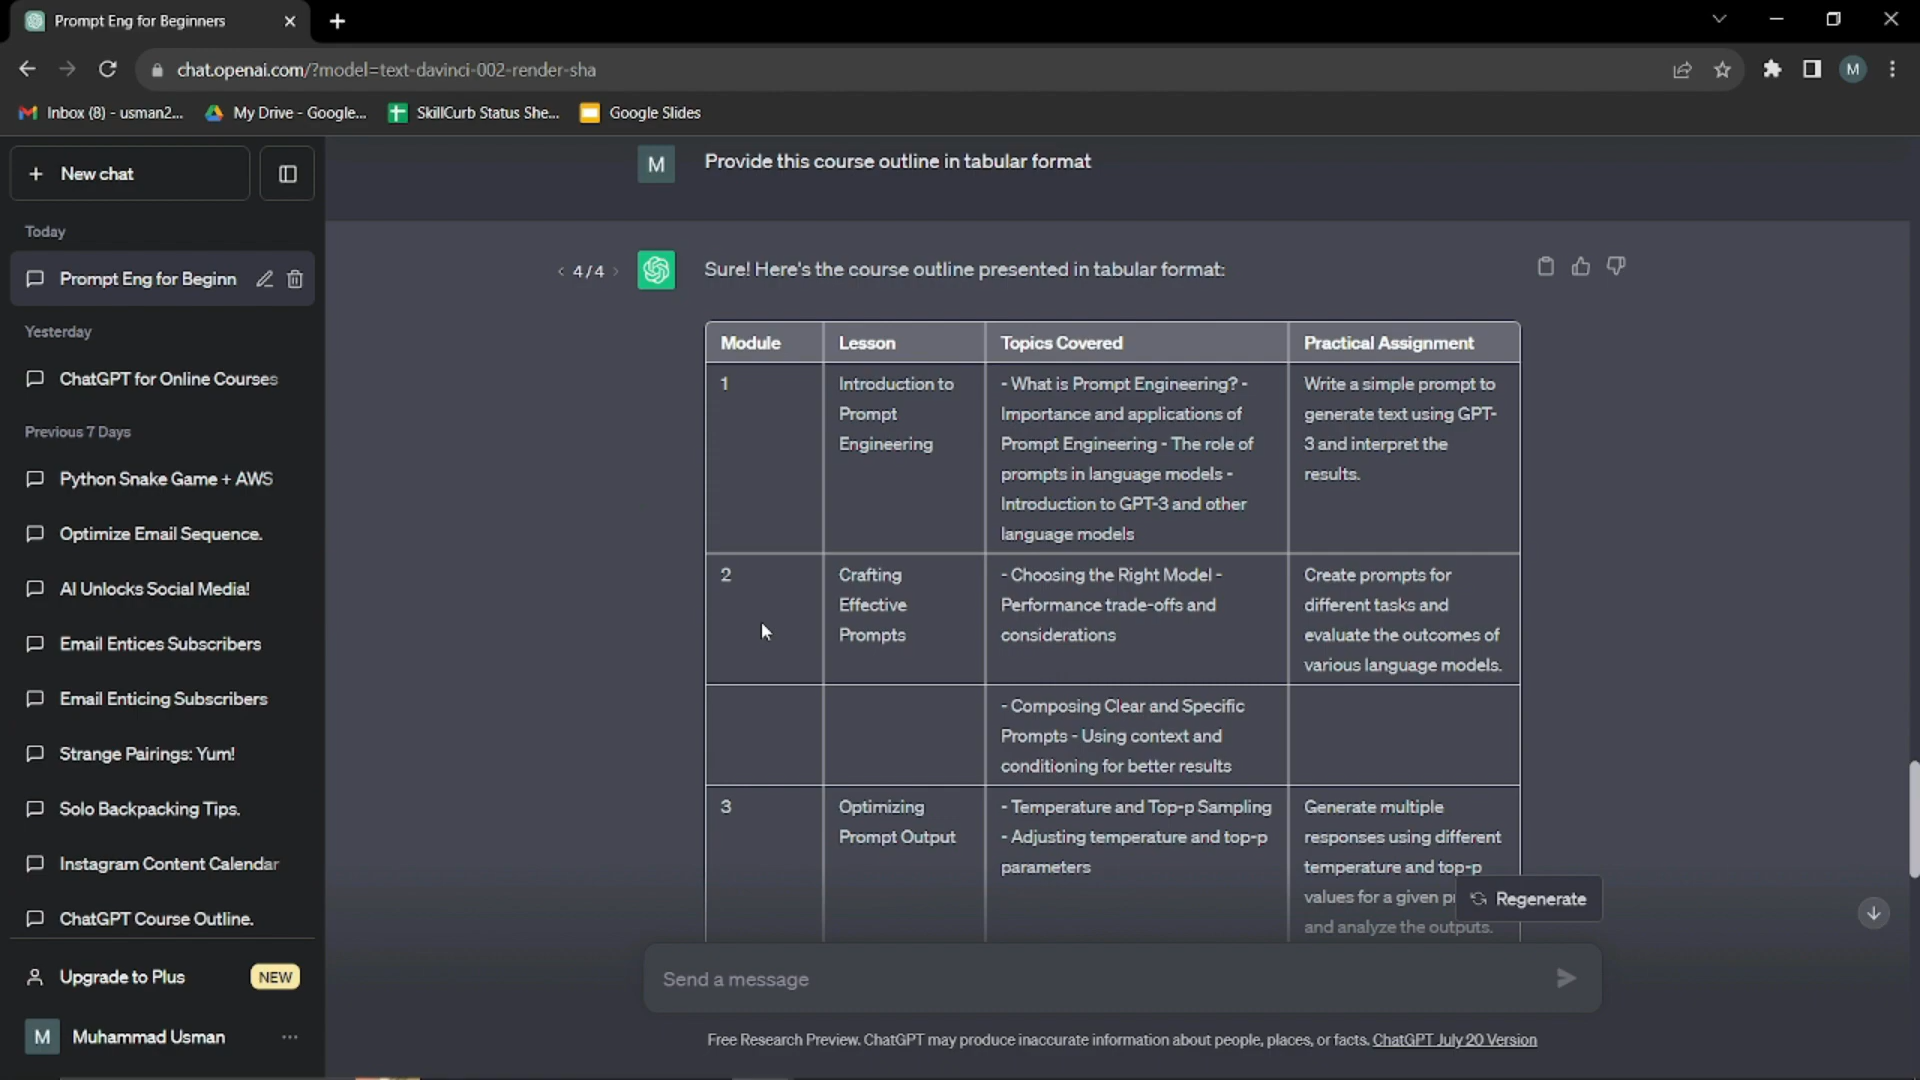 Prompt Eng for Beginners
chat.openai.com/?model=text-davinci-002-render-sha
M
Inbox (8) - usman2...
My Drive - Google...
SkillCurb Status She...
Google Slides
+ New chat
Today
Prompt Eng for Beginn
Yesterday
ChatGPT for Online Courses
Previous 7 Days
Python Snake Game + AWS
Optimize Email Sequence.
AI Unlocks Social Media!
Email Entices Subscribers
Email Enticing Subscribers
Strange Pairings: Yum!
Solo Backpacking Tips.
Instagram Content Calendar
ChatGPT Course Outline.
Upgrade to Plus
NEW
M
Muhammad Usman
M
Provide this course outline in tabular format
< 4/4 >
Sure! Here's the course outline presented in tabular format:
Module
Lesson
Topics Covered
Practical Assignment
1
Introduction to
Prompt
Engineering
- What is Prompt Engineering? -
Importance and applications of
Prompt Engineering - The role of
prompts in language models -
Introduction to GPT-3 and other
language models
Write a simple prompt to
generate text using GPT-
3 and interpret the
results.
2
Crafting
Effective
Prompts
- Choosing the Right Model -
Performance trade-offs and
considerations
Create prompts for
different tasks and
evaluate the outcomes of
various language models.
- Composing Clear and Specific
Prompts - Using context and
conditioning for better results
3
Optimizing
Prompt Output
- Temperature and Top-p Sampling
- Adjusting temperature and top-p
parameters
Generate multiple
responses using different
temperature and top-p
values for a given p
and analyze the outputs.
Regenerate
Send a message
Free Research Preview. ChatGPT may produce inaccurate information about people, places, or facts. ChatGPT July 20 Version